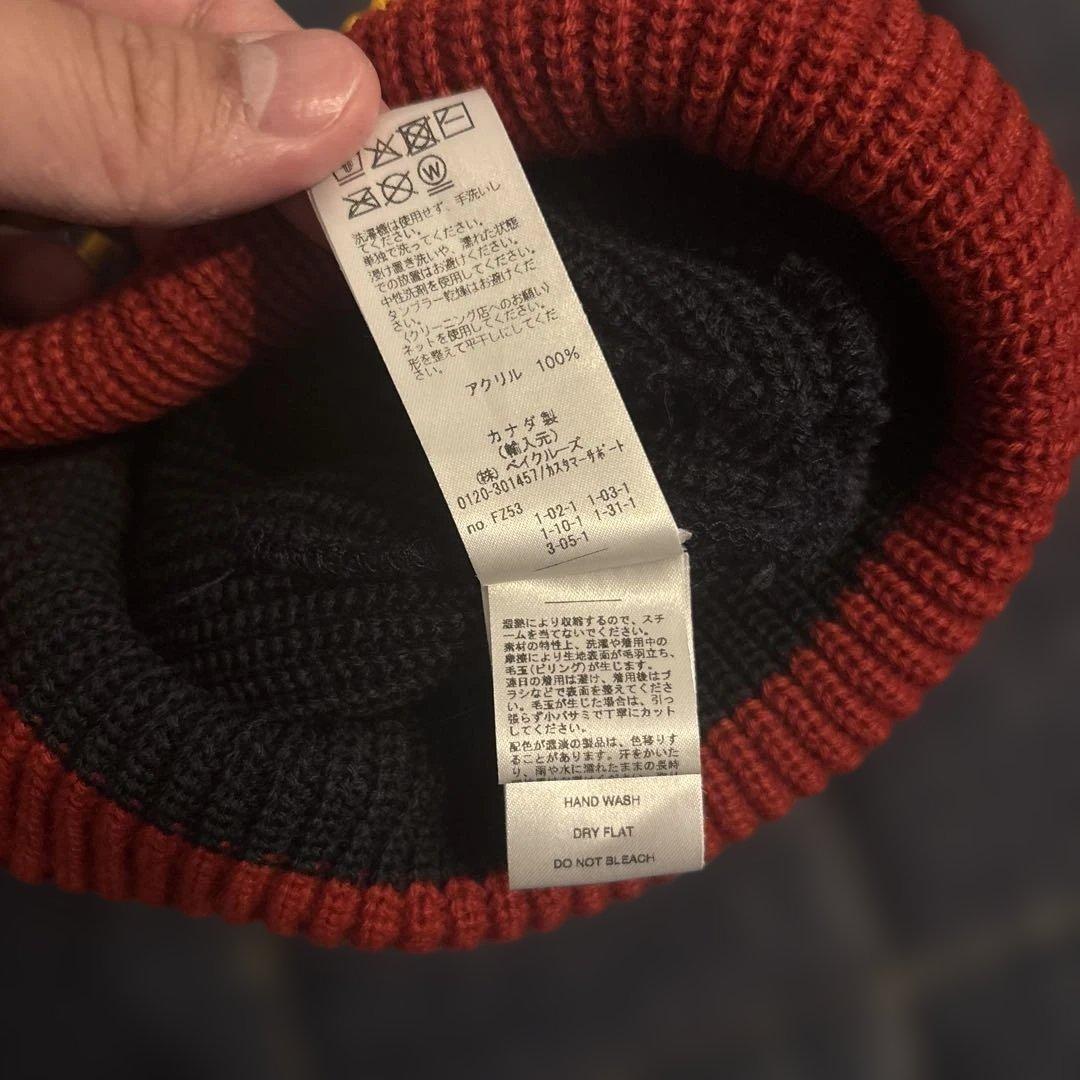 W
洗濯機は使用せず、手洗いし
てください。
単独で洗ってください。
浸け置き洗いや、濡れた状態
での放置はお避けください。
中性洗剤を使用してください。
タンブラー乾燥はお避けくだ
さい。
〈クリーニング店へのお願い〉
ネットを使用してください。
形を整えて平干しにしてくだ
さい。
アクリル 100%
カナダ製
(輸入元)
(株) ベイクルーズ
0120-301457/カスタマーサポート
no FZ53
1-02-1 1-03-1
1-10-1 1-31-1
3-05-1
湿熱により収縮するので、スチ
ームを当てないでください。
素材の特性上、洗濯や着用中の
摩擦により生地表面が毛羽立ち、
毛玉(ピリング)が生じます。
連日の着用は避け、着用後はブ
ラシなどで表面を整えてくださ
い。毛玉が生じた場合は、引っ
張らず小バサミで丁寧にカット
してください。
配色が濃淡の製品は、色移りす
ることがあります。汗をかいた
り、雨や水に濡れたままの長時
HAND WASH
DRY FLAT
DO NOT BLEACH